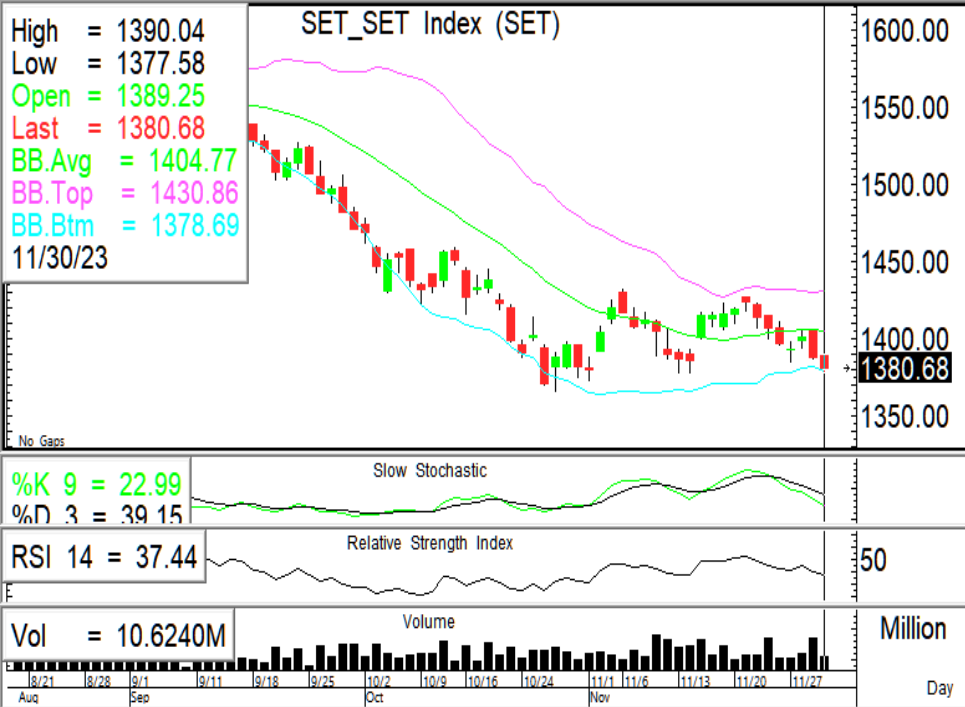 SET_SET Index (SET)
High = 1390.04
Low = 1377.58
Open = 1389.25
Last = 1380.68
BB.Avg = 1404.77
BB.Top = 1430.86
BB.Btm = 1378.69
11/30/23
1600.00
1550.00
1500.00
1450.00
1400.00
1380.68
1350.00
No Gaps
Slow Stochastic
%K 9 = 22.99
%D 3 = 39.15
Relative Strength Index
RSI 14 = 37.44
50
Volume
Vol = 10.6240M
Million
8/21 8/28 9/1 9/11 9/18 9/25 10/2 10/9 10/16 10/24 11/1 11/6 11/13 11/20 11/27
Aug Sep Oct Nov
Day